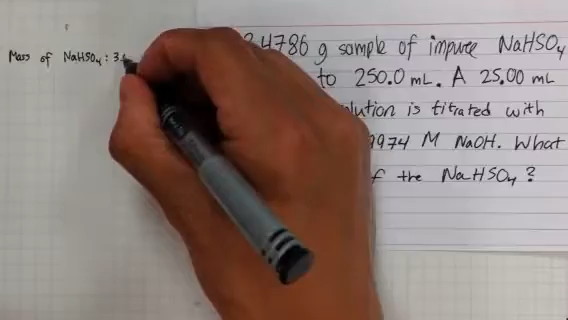 Mass of NaHSO4: 3.
3.4786 g sample of impure NaHSO4
to 250.0 mL. A 25.00 mL
is titrated with
M NaOH. What
the NaHSO4?